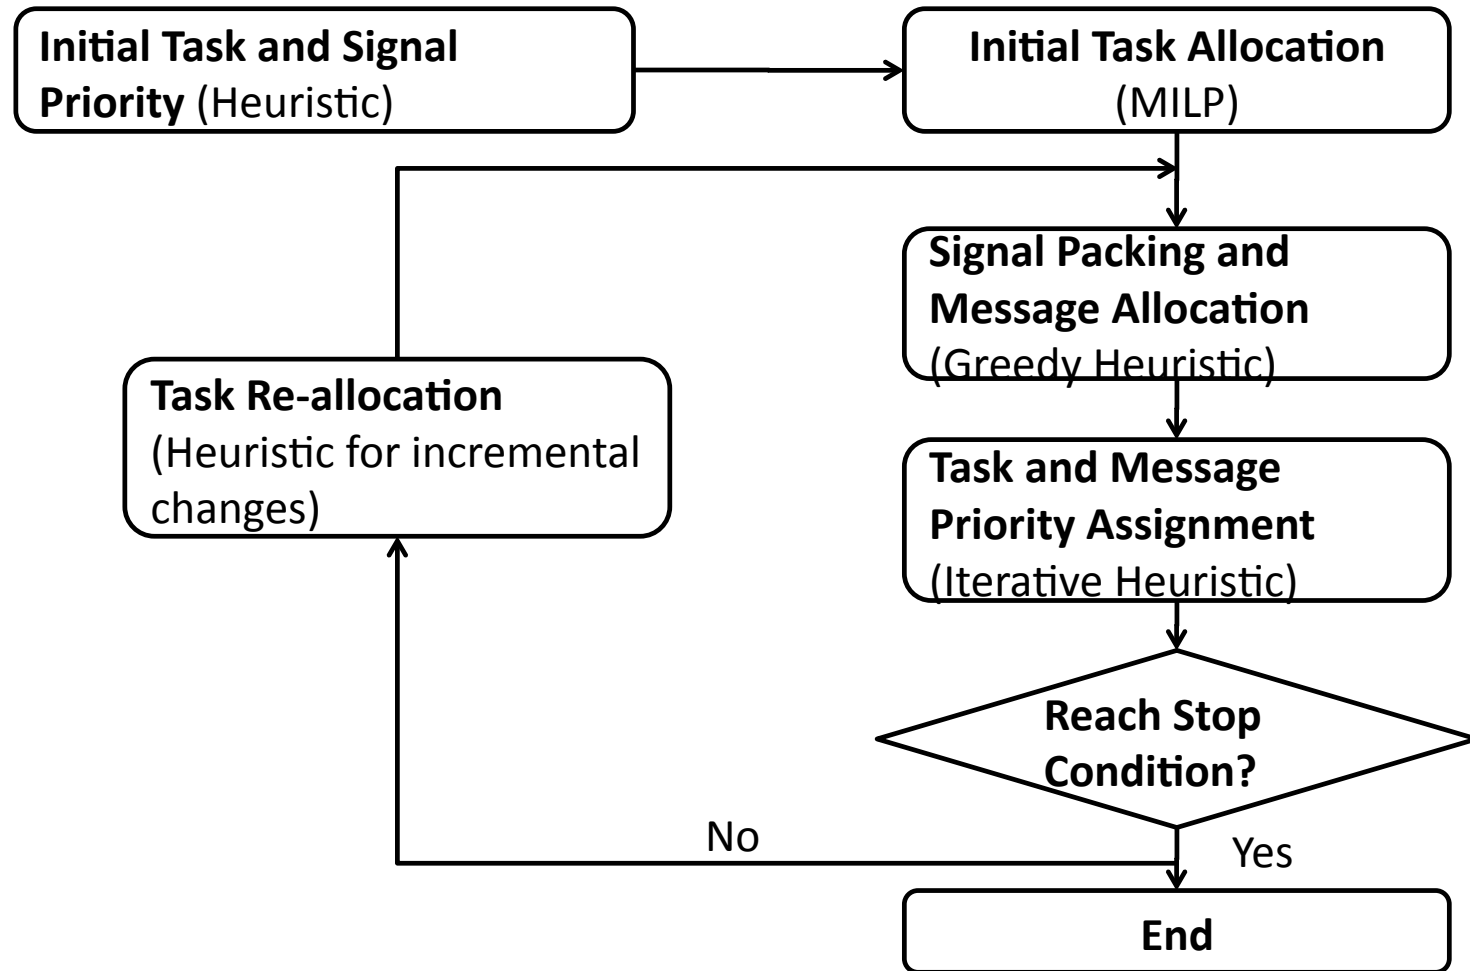 Initial Task and Signal
Priority (Heuristic)
Initial Task Allocation
(MILP)
Signal Packing and
Message Allocation
(Greedy Heuristic)
Task Re-allocation
(Heuristic for incremental
changes)
Task and Message
Priority Assignment
(Iterative Heuristic)
Reach Stop
Condition?
No
Yes
End